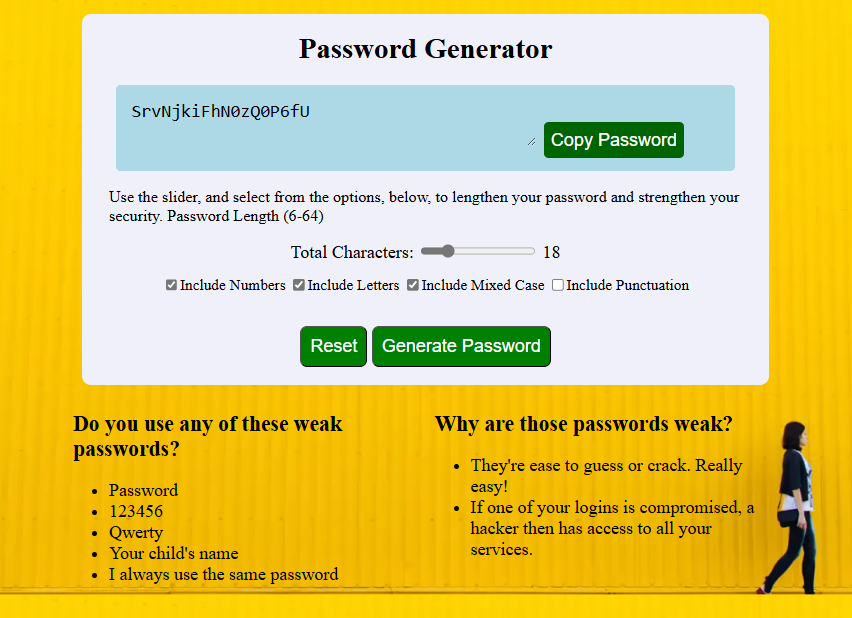 Password Generator
SrvNjkiFhN0zQ0P6fU
Copy Password
Use the slider, and select from the options, below, to lengthen your password and strengthen your
security. Password Length (6-64)
Total Characters: 18
Include Numbers Include Letters Include Mixed Case Include Punctuation
Reset Generate Password
Do you use any of these weak
passwords?
Password
123456
Qwerty
Your child's name
I always use the same password
Why are those passwords weak?
They're ease to guess or crack. Really
easy!
If one of your logins is compromised, a
hacker then has access to all your
services.